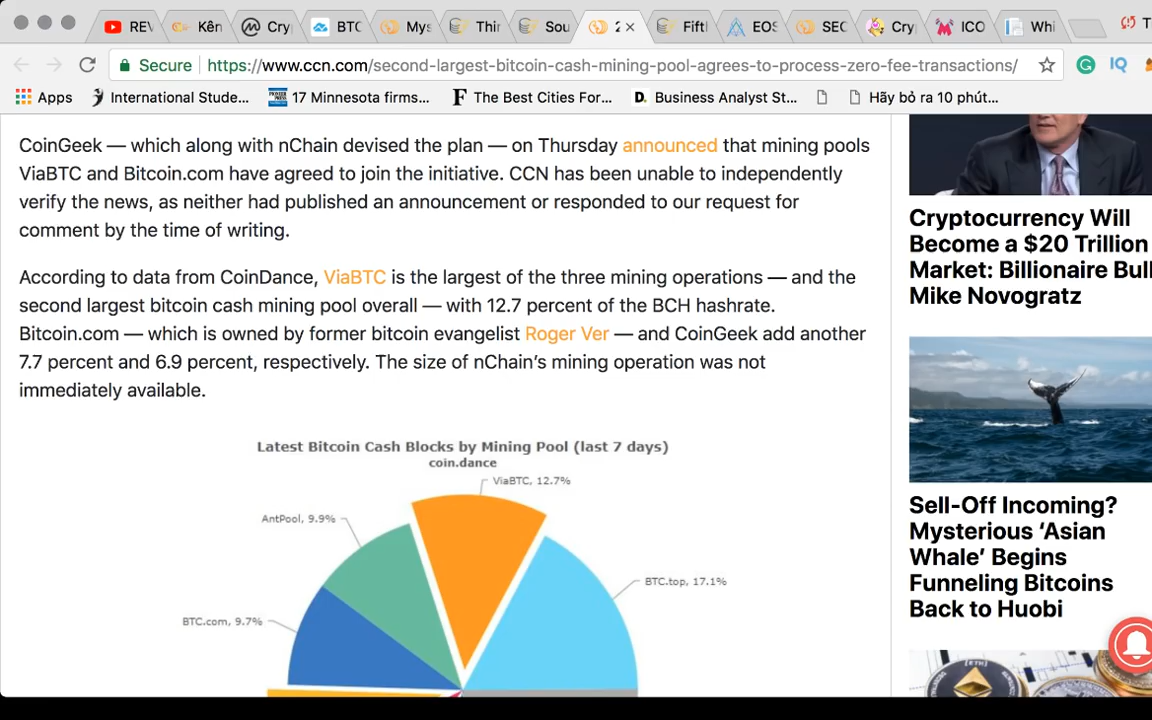 REV
Kên
Cry
BTC
Mys
Thir
Sou
2
Fift
EOS
SEC
Cry
ICO
Whi
T
Secure
https://www.ccn.com/second-largest-bitcoin-cash-mining-pool-agrees-to-process-zero-fee-transactions/
IQ
Apps
International Stude...
17 Minnesota firms...
F The Best Cities For...
D. Business Analyst St...
Hãy bỏ ra 10 phút...
CoinGeek — which along with nChain devised the plan — on Thursday announced that mining pools
ViaBTC and Bitcoin.com have agreed to join the initiative. CCN has been unable to independently
verify the news, as neither had published an announcement or responded to our request for
comment by the time of writing.
According to data from CoinDance, ViaBTC is the largest of the three mining operations — and the
second largest bitcoin cash mining pool overall — with 12.7 percent of the BCH hashrate.
Bitcoin.com — which is owned by former bitcoin evangelist Roger Ver — and CoinGeek add another
7.7 percent and 6.9 percent, respectively. The size of nChain's mining operation was not
immediately available.
Latest Bitcoin Cash Blocks by Mining Pool (last 7 days)
coin.dance
ViaBTC, 12.7%
AntPool, 9.9%
BTC.top, 17.1%
BTC.com, 9.7%
Cryptocurrency Will
Become a $20 Trillion
Market: Billionaire Bull
Mike Novogratz
Sell-Off Incoming?
Mysterious 'Asian
Whale' Begins
Funneling Bitcoins
Back to Huobi